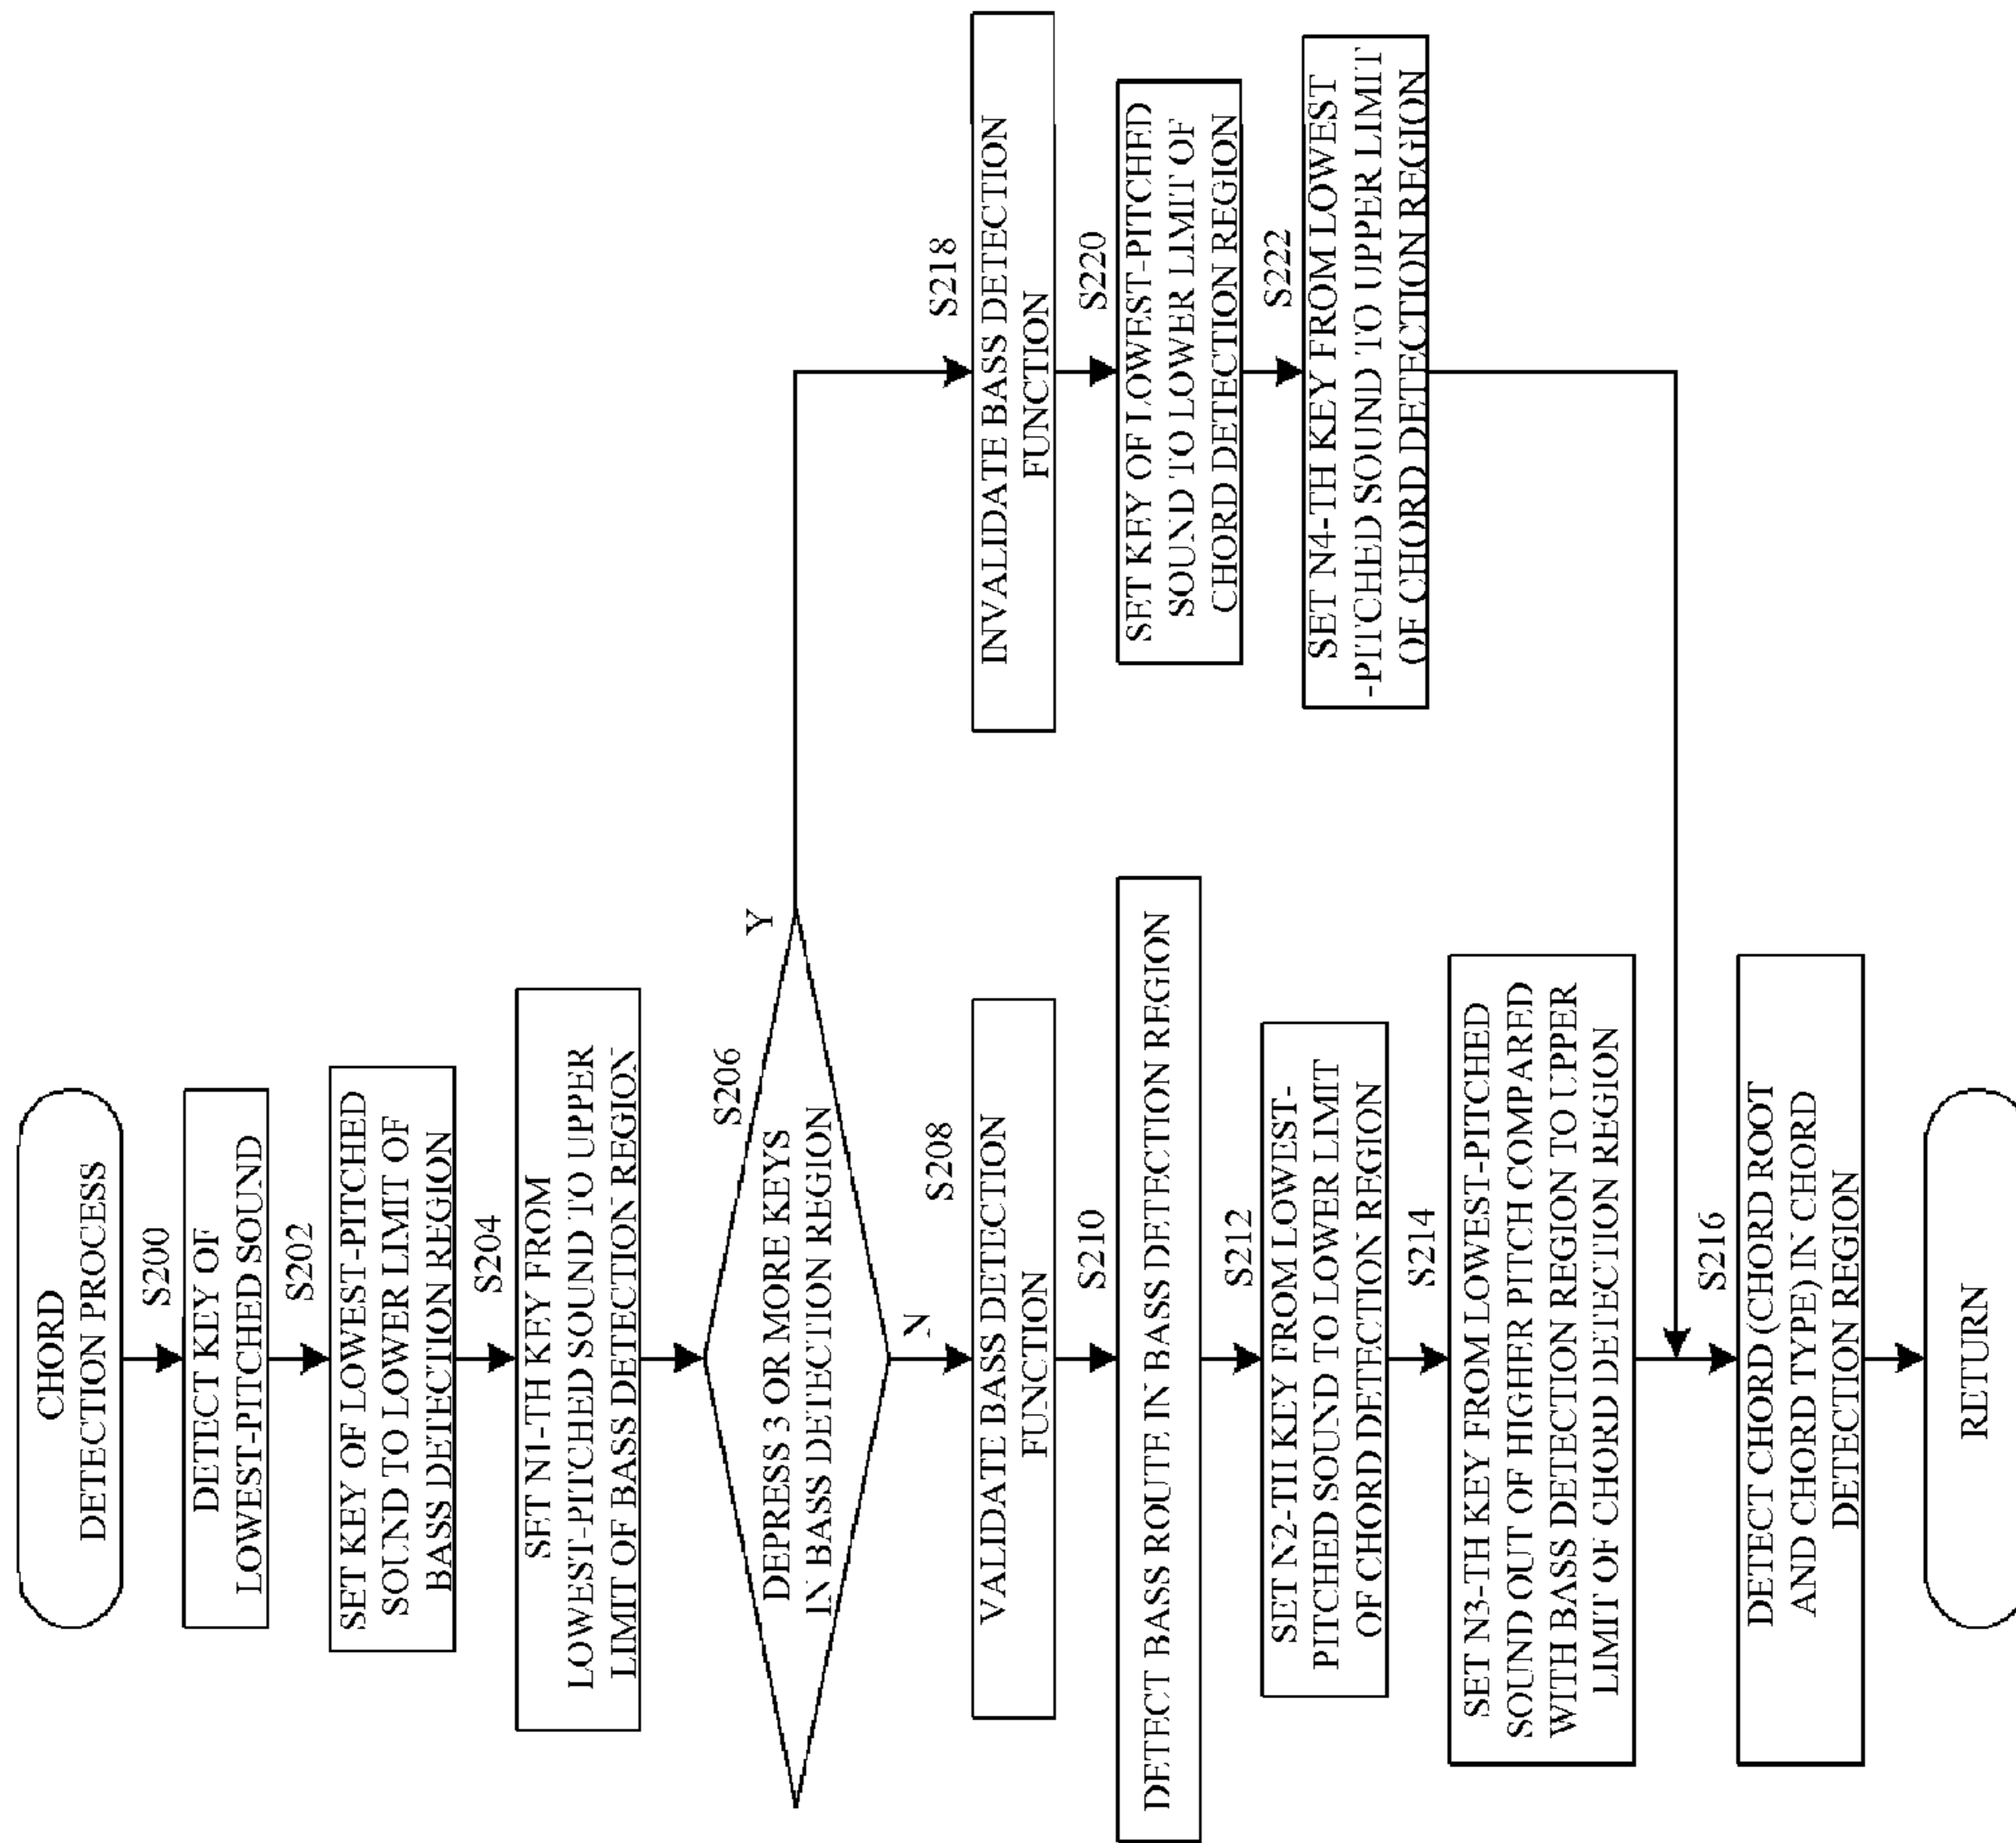 CHORD
DETECTION PROCESS
S200
DETECT KEY OF
LOWEST-PITCHED SOUND
S202
SET KEY OF LOWEST-PITCHED
SOUND TO LOWER LIMIT OF
BASS DETECTION REGION
S204
SET N1-TH KEY FROM
LOWEST-PITCHED SOUND TO UPPER
LIMIT OF BASS DETECTION REGION
S206
DEPRESS 3 OR MORE KEYS
IN BASS DETECTION REGION
Y
N
S208
VALIDATE BASS DETECTION
FUNCTION
S210
DETECT BASS ROUTE IN BASS DETECTION REGION
S212
SET N2-TH KEY FROM LOWEST-
PITCHED SOUND TO LOWER LIMIT
OF CHORD DETECTION REGION
S214
SET N3-TH KEY FROM LOWEST-PITCHED
SOUND OUT OF HIGHER PITCH COMPARED
WITH BASS DETECTION REGION TO UPPER
LIMIT OF CHORD DETECTION REGION
S218
INVALIDATE BASS DETECTION
FUNCTION
S220
SET KEY OF LOWEST-PITCHED
SOUND TO LOWER LIMIT OF
CHORD DETECTION REGION
S222
SET N4-TH KEY FROM LOWEST
-PITCHED SOUND TO UPPER LIMIT
OF CHORD DETECTION REGION
S216
DETECT CHORD (CHORD ROOT
AND CHORD TYPE) IN CHORD
DETECTION REGION
RETURN